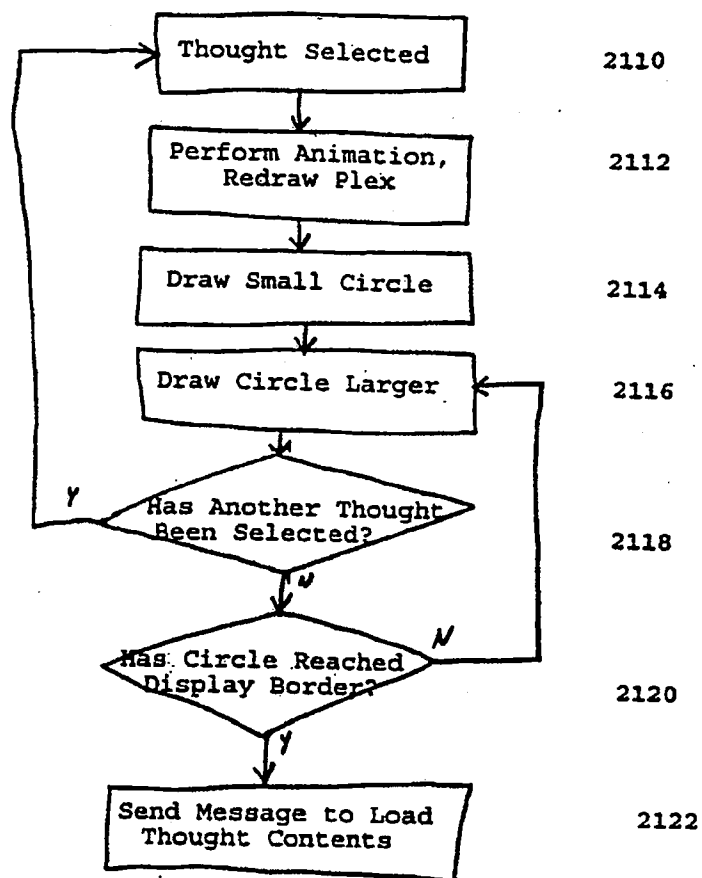 Thought Selected 2110
Perform Animation,
Redraw Plex 2112
Draw Small Circle 2114
Draw Circle Larger 2116
Y
Has Another Thought
Been Selected? 2118
N
N
Has Circle Reached
Display Border? 2120
Y
Send Message to Load
Thought Contents 2122